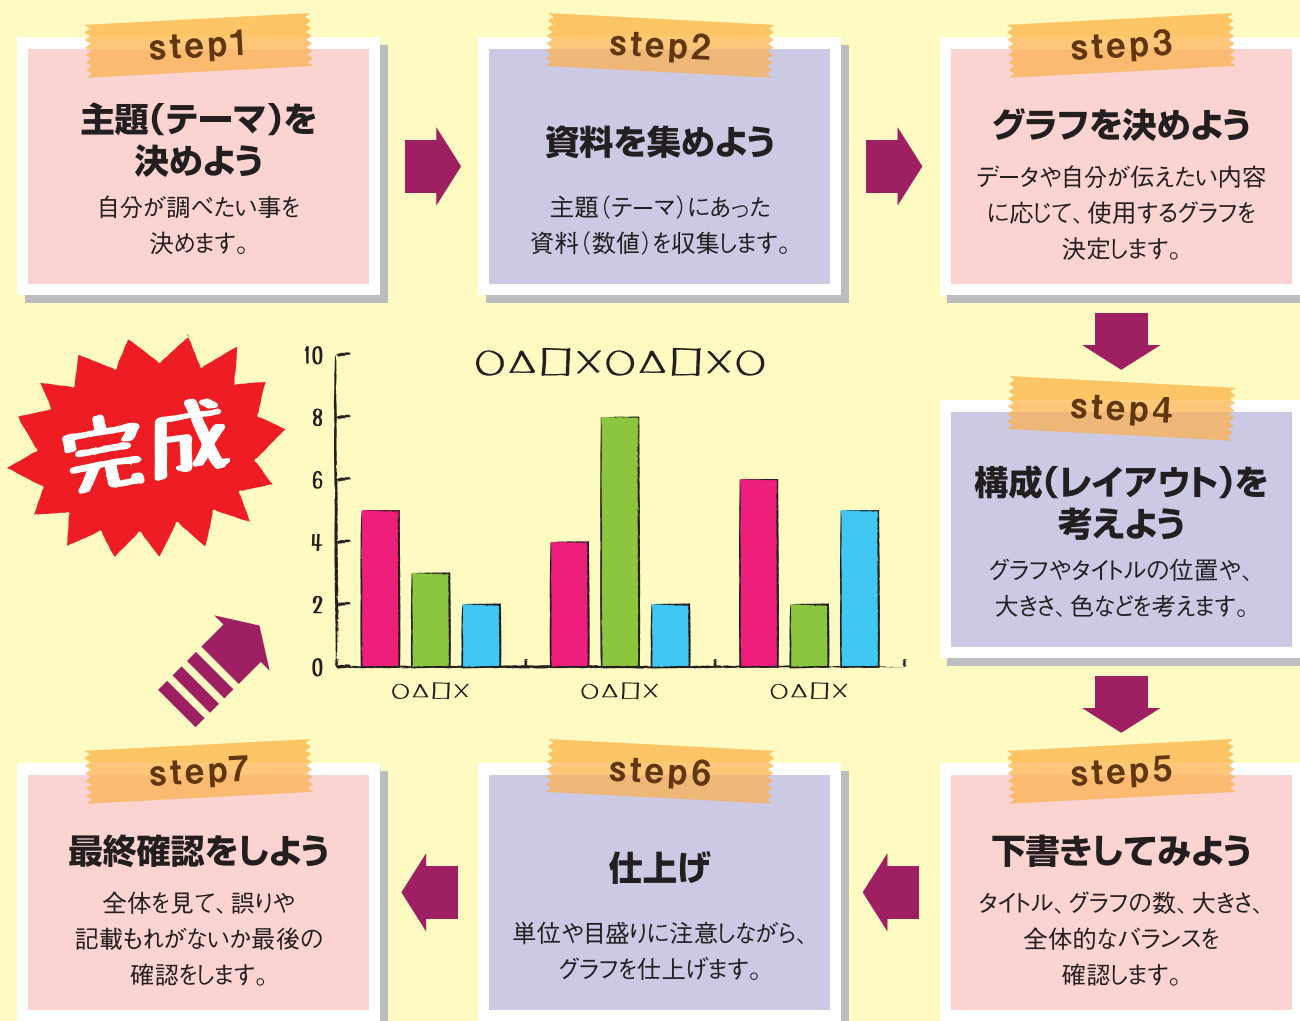 step1
主題(テーマ)を
決めよう
自分が調べたい事を
決めます。
step2
資料を集めよう
主題(テーマ)にあった
資料(数値)を収集します。
step3
グラフを決めよう
データや自分が伝えたい内容
に応じて、使用するグラフを
決定します。
step4
構成(レイアウト)を
考えよう
グラフやタイトルの位置や、
大きさ、色などを考えます。
step5
下書きしてみよう
タイトル、グラフの数、大きさ、
全体的なバランスを
確認します。
step6
仕上げ
単位や目盛りに注意しながら、
グラフを仕上げます。
step7
最終確認をしよう
全体を見て、誤りや
記載もれがないか最後の
確認をします。
完成
○△□×○△□×○
10
8
6
4
2
0
○△□×
○△□×
○△□×